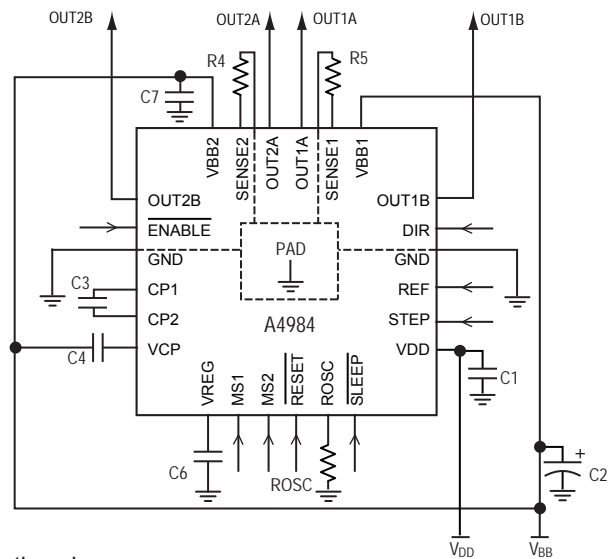 OUT2B
OUT2A
OUT1A
OUT1B
R4
R5
C7
VBB2
SENSE2
OUT2A
OUT1A
SENSE1
VBB1
OUT2B
OUT1B
ENABLE
DIR
GND
PAD
GND
C3
CP1
REF
CP2
A4984
STEP
C4
VCP
VDD
C1
VREG
MS1
MS2
RESET
ROSC
SLEEP
C6
ROSC
+
C2
VDD
VBB